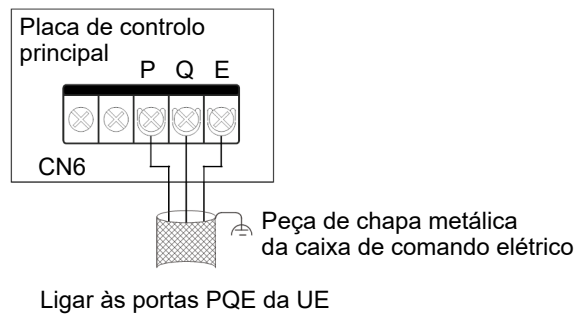 Placa de controlo
principal
P Q E
CN6
Peça de chapa metálica
da caixa de comando elétrico
Ligar às portas PQE da UE